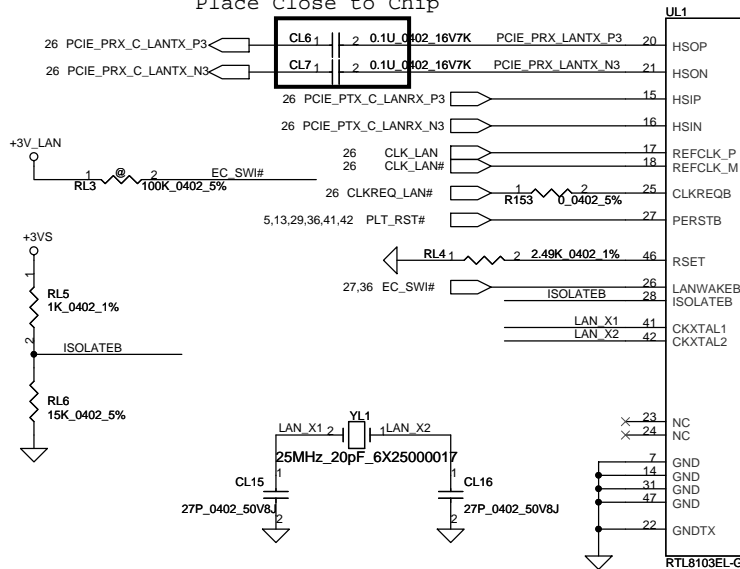 Place Close to Chip
UL1
26 PCIE_PRX_C_LANTX_P3
CL6 1 2 0.1U_0402_16V7K
PCIE_PRX_LANTX_P3 20 HSOP
26 PCIE_PRX_C_LANTX_N3
CL7 1 2 0.1U_0402_16V7K
PCIE_PRX_LANTX_N3 21 HSON
26 PCIE_PTX_C_LANRX_P3 15 HSIP
26 PCIE_PTX_C_LANRX_N3 16 HSIN
26 CLK_LAN 17 REFCLK_P
26 CLK_LAN# 18 REFCLK_M
+3V_LAN
RL3 1 @ 2 EC_SWI#
100K_0402_5%
26 CLKREQ_LAN# 1 2 25 CLKREQB
R153 0_0402_5%
5,13,29,36,41,42 PLT_RST# 27 PERSTB
+3VS
RL4 1 2 2.49K_0402_1% 46 RSET
27,36 EC_SWI# 26 LANWAKEB
ISOLATEB 28 ISOLATEB
1
RL5
1K_0402_1%
2
LAN_X1 41 CKXTAL1
LAN_X2 42 CKXTAL2
ISOLATEB
RL6
15K_0402_5%
YL1
LAN_X1 2 1 LAN_X2
25MHz_20pF_6X25000017
23 NC
24 NC
1
CL15
27P_0402_50V8J
2
1
CL16
27P_0402_50V8J
2
7 GND
14 GND
31 GND
47 GND
22 GNDTX
RTL8103EL-G